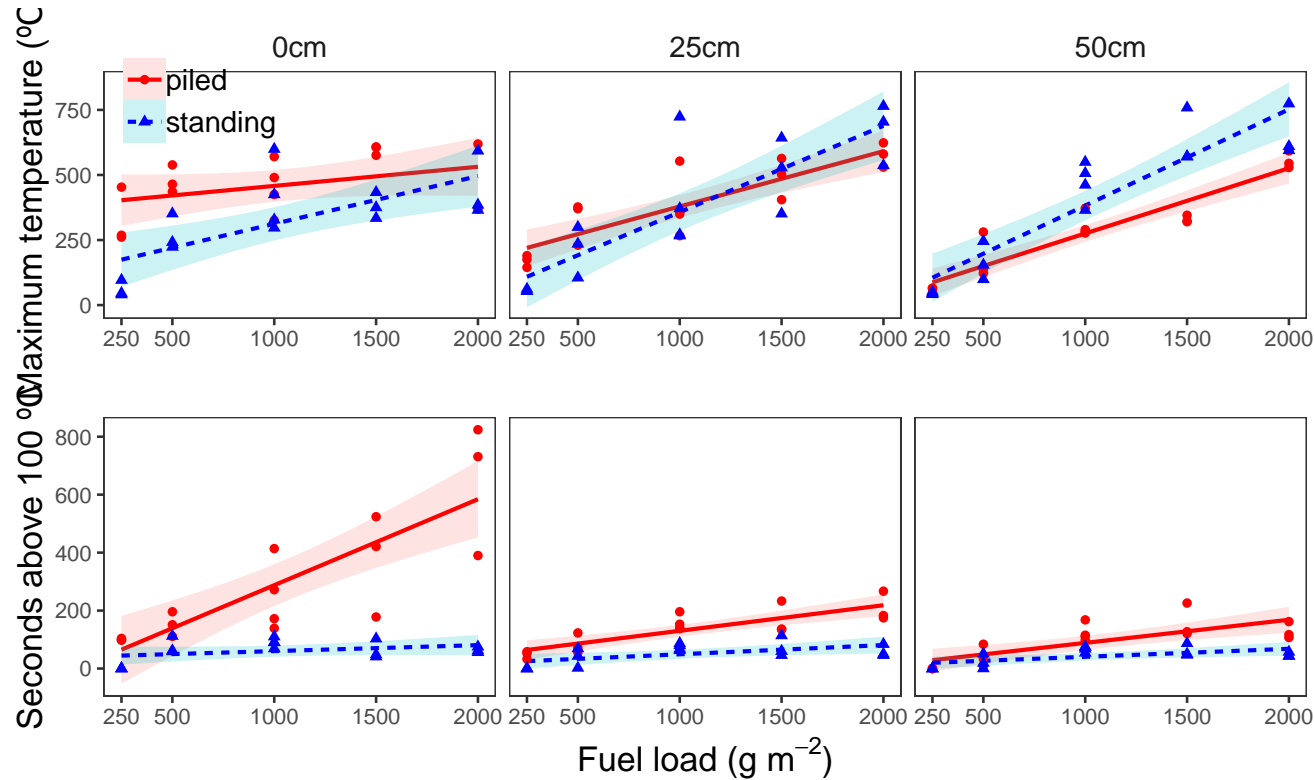 0cm 25cm 50cm
Maximum temperature (ºC)
piled
standing
750
500
250
0
250 500 1000 1500 2000 250 500 1000 1500 2000 250 500 1000 1500 2000
Seconds above 100 ºC
800
600
400
200
0
250 500 1000 1500 2000 250 500 1000 1500 2000 250 500 1000 1500 2000
Fuel load (g m⁻²)